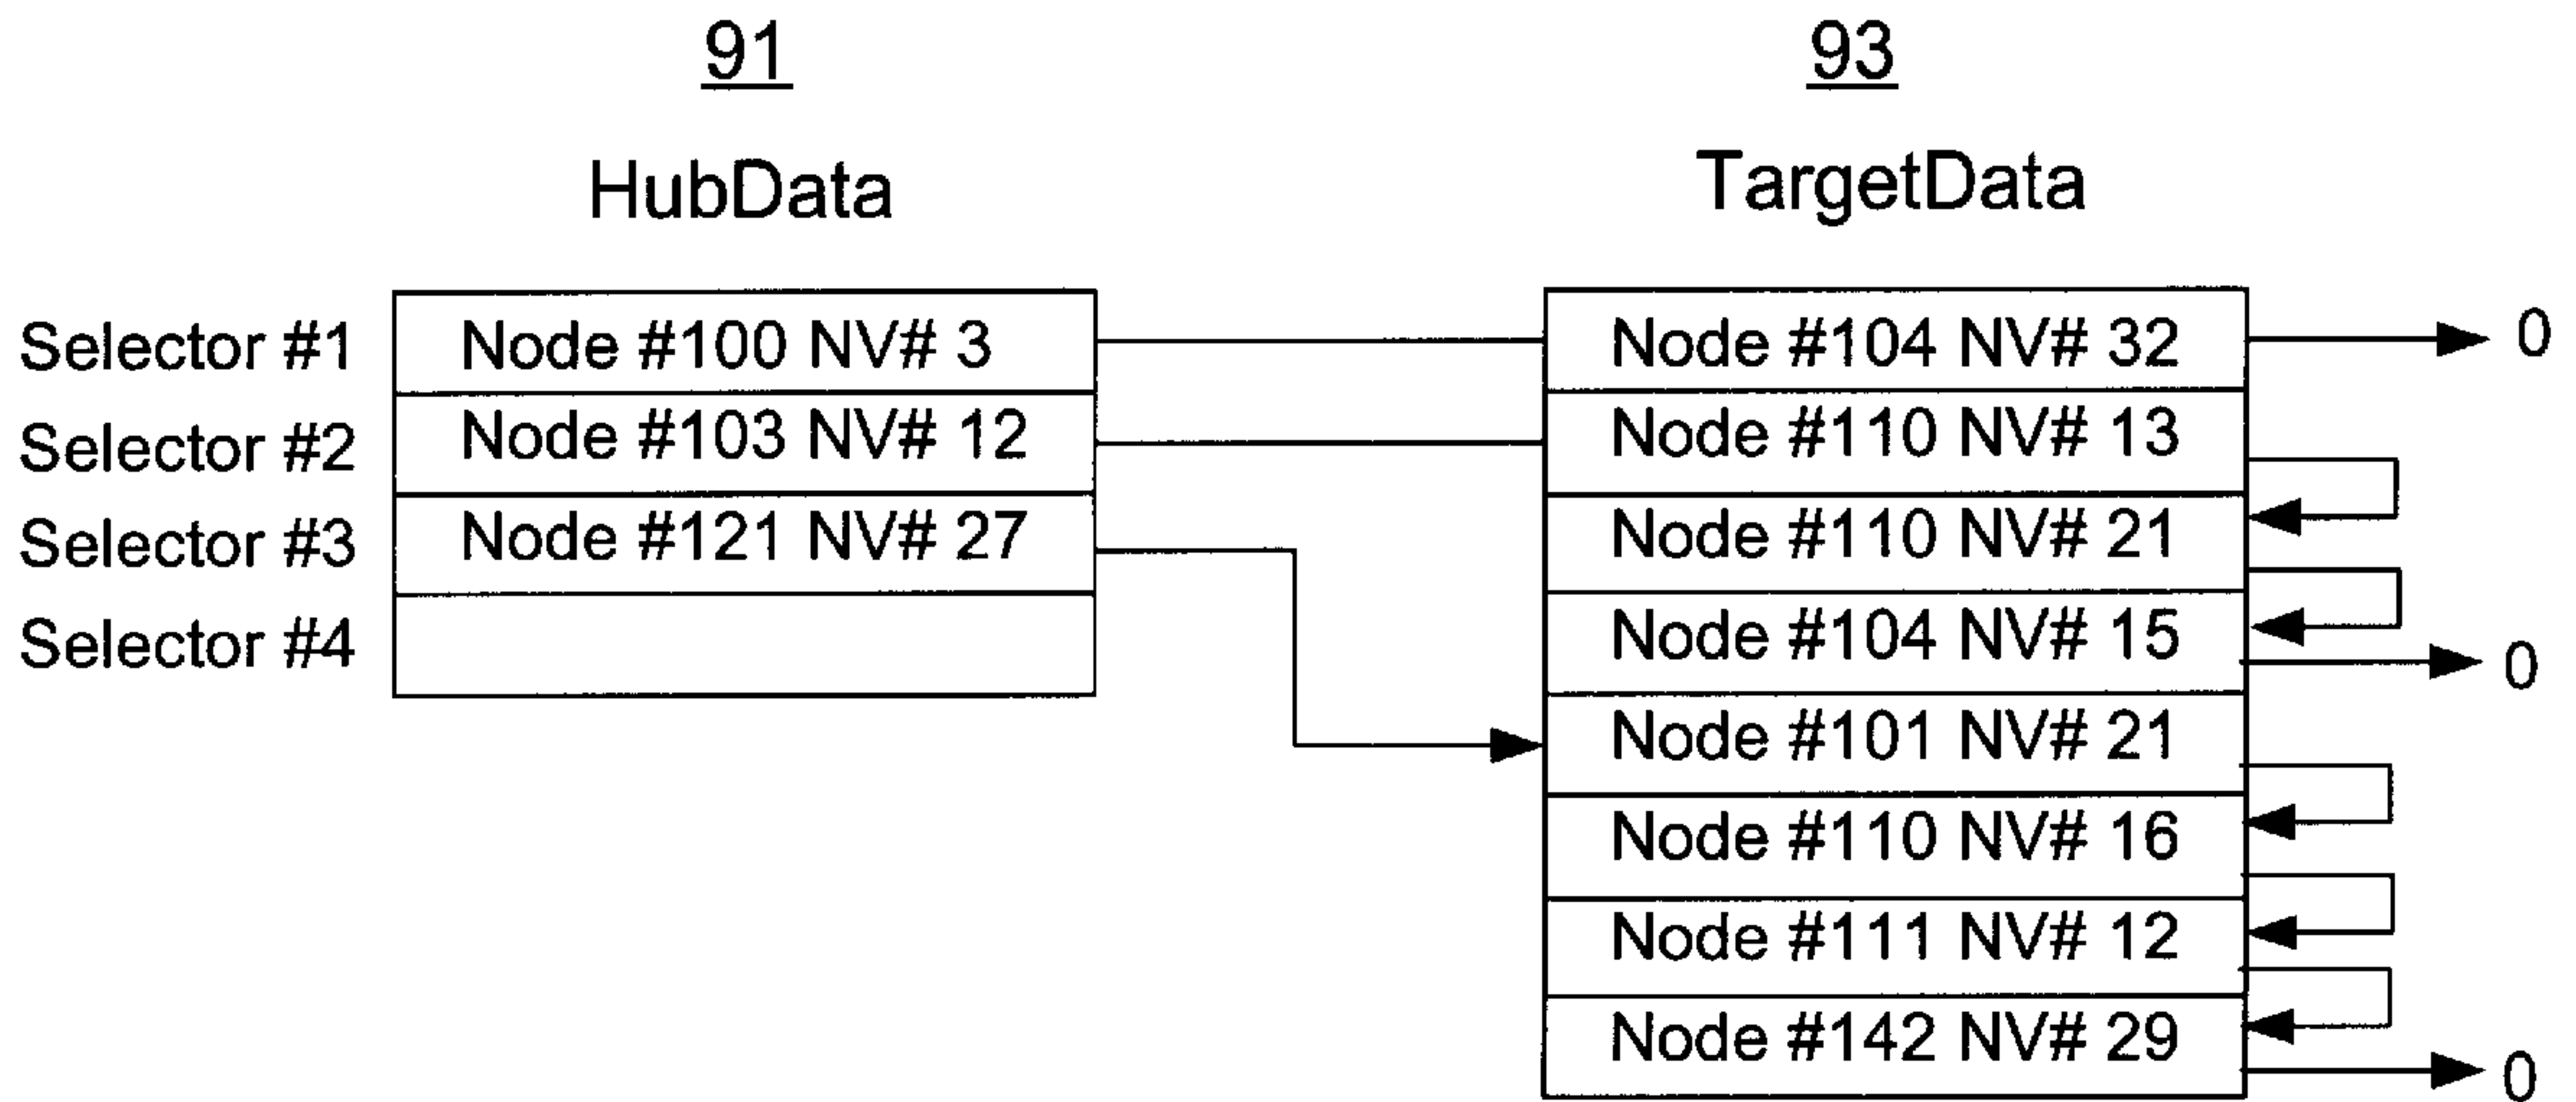 91
93
HubData
TargetData
Selector #1
Node #100 NV# 3
Node #104 NV# 32
0
Selector #2
Node #103 NV# 12
Node #110 NV# 13
Selector #3
Node #121 NV# 27
Node #110 NV# 21
Selector #4
Node #104 NV# 15
0
Node #101 NV# 21
Node #110 NV# 16
Node #111 NV# 12
Node #142 NV# 29
0